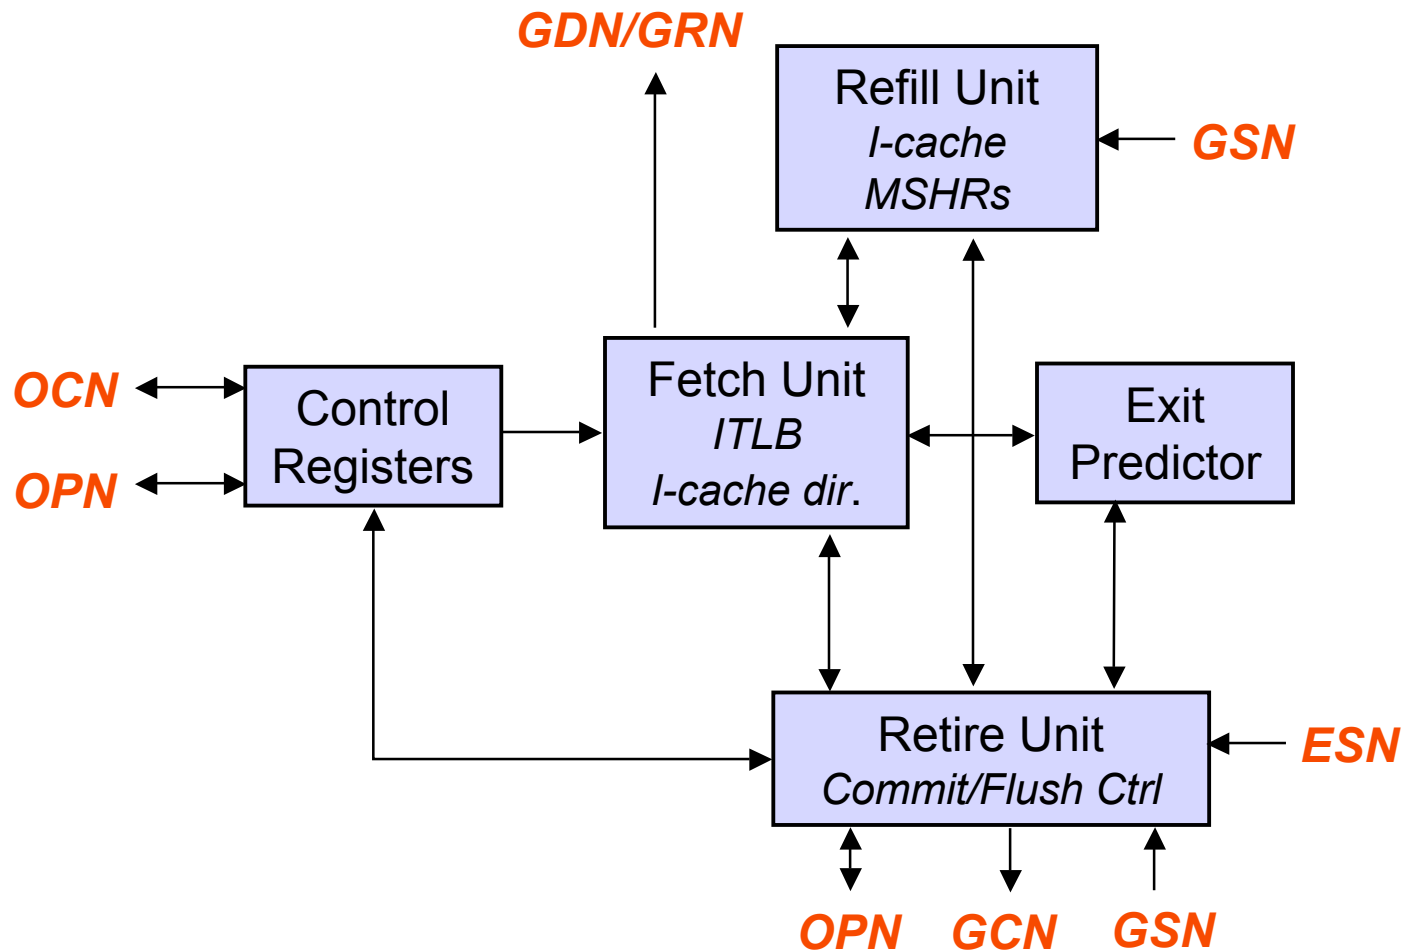 GDN/GRN
Refill Unit
I-cache
MSHRs
GSN
OCN
OPN
Control
Registers
Fetch Unit
ITLB
I-cache dir.
Exit
Predictor
Retire Unit
Commit/Flush Ctrl
ESN
OPN
GCN
GSN